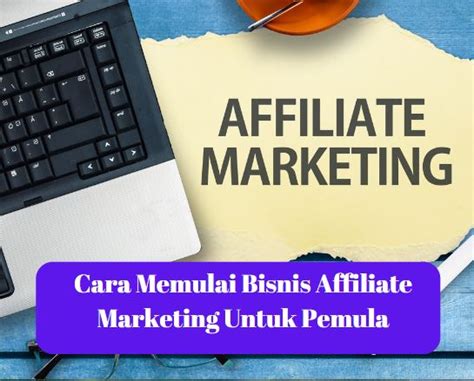 AFFILIATE
MARKETING
Cara Memulai Bisnis Affiliate
Marketing Untuk Pemula